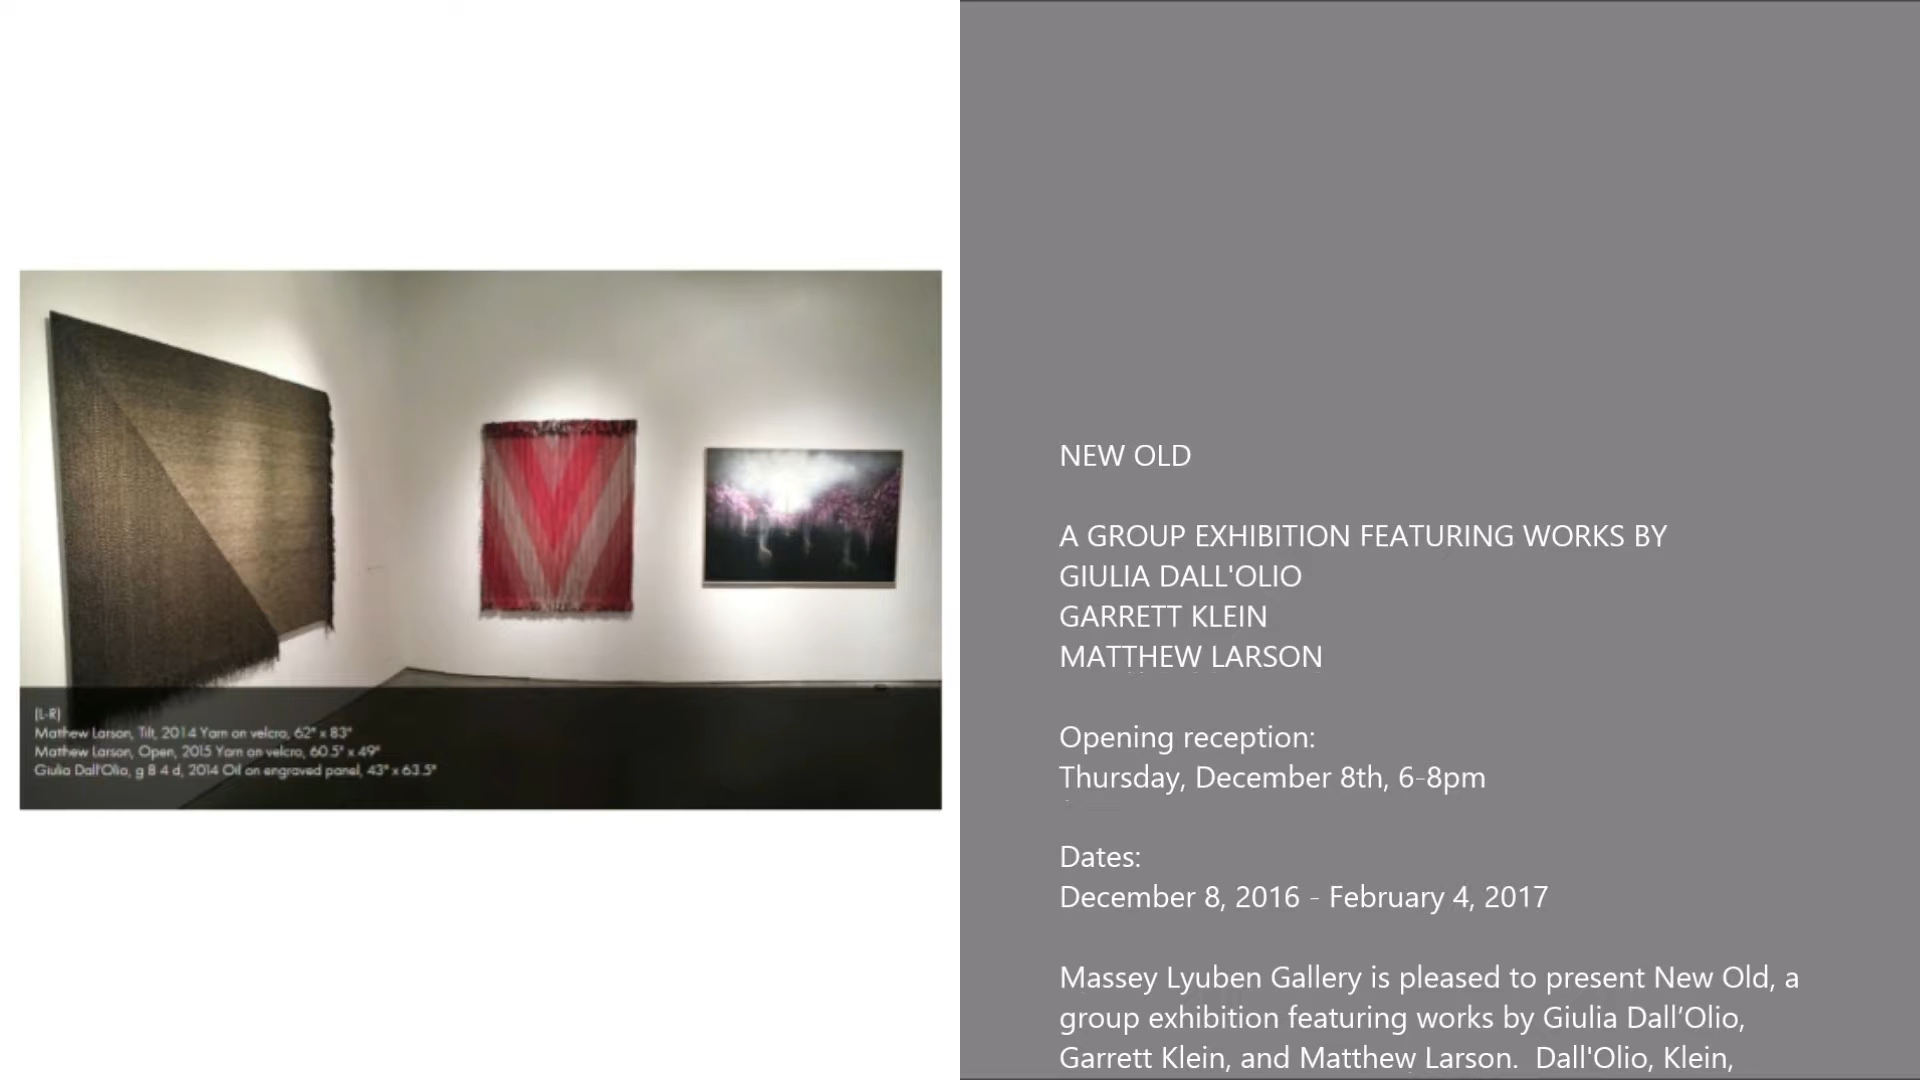 (L-R)
Mathew Larson, Tilt, 2014 Yarn on velcro, 62" x 83"
Mathew Larson, Open, 2015 Yarn on velcro, 60.5" x 49"
Giulia Dall'Olio, g 8 4 d, 2014 Oil on engraved panel, 43" x 63.5"
NEW OLD
A GROUP EXHIBITION FEATURING WORKS BY
GIULIA DALL'OLIO
GARRETT KLEIN
MATTHEW LARSON
Opening reception:
Thursday, December 8th, 6-8pm
Dates:
December 8, 2016 - February 4, 2017
Massey Lyuben Gallery is pleased to present New Old, a
group exhibition featuring works by Giulia Dall’Olio,
Garrett Klein, and Matthew Larson.  Dall'Olio, Klein,